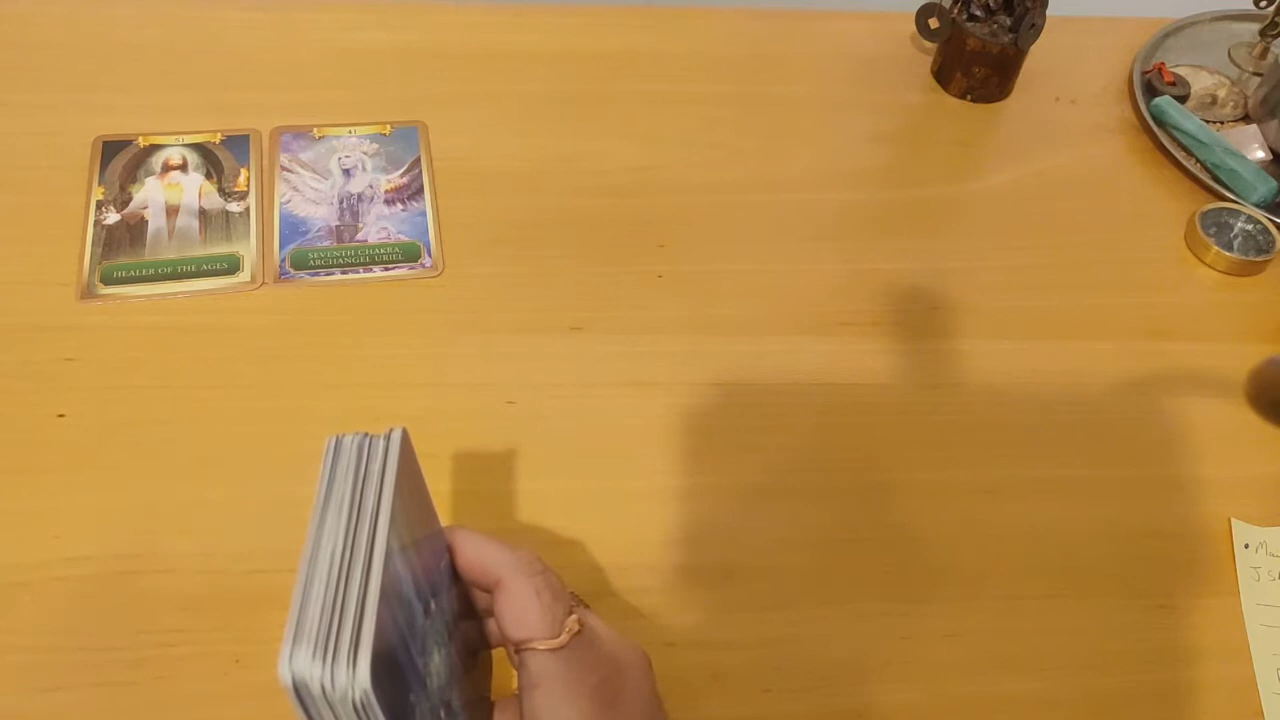 51
HEALER OF THE AGES
41
SEVENTH CHAKRA,
ARCHANGEL URIEL